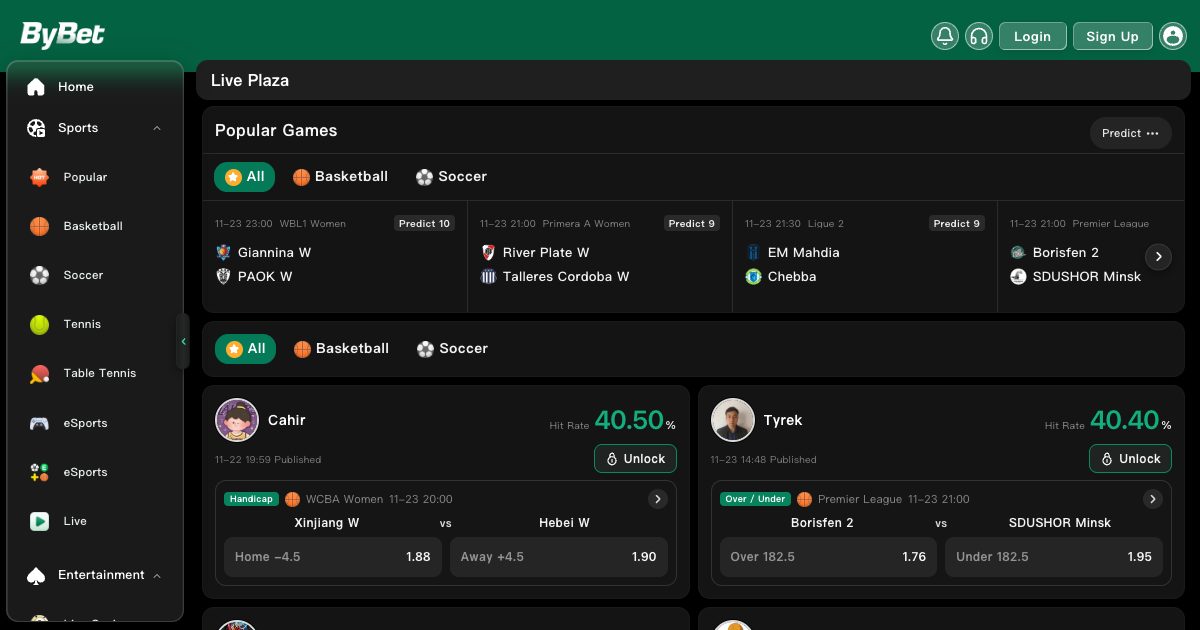 ByBet
Login
Sign Up
Home
Sports
Popular
Basketball
Soccer
Tennis
Table Tennis
eSports
eSports
Live
Entertainment
Live Plaza
Popular Games
Predict ···
All
Basketball
Soccer
11–23 23:00 WBL1 Women Predict 10
Giannina W
PAOK W
11–23 21:00 Primera A Women Predict 9
River Plate W
Talleres Cordoba W
11–23 21:30 Ligue 2 Predict 9
EM Mahdia
Chebba
11–23 21:00 Premier League
Borisfen 2
SDUSHOR Minsk
All
Basketball
Soccer
Cahir
Hit Rate 40.50%
11–22 19:59 Published
Unlock
Handicap WCBA Women 11–23 20:00
Xinjiang W vs Hebei W
Home –4.5 1.88
Away +4.5 1.90
Tyrek
Hit Rate 40.40%
11–23 14:48 Published
Unlock
Over / Under Premier League 11–23 21:00
Borisfen 2 vs SDUSHOR Minsk
Over 182.5 1.76
Under 182.5 1.95